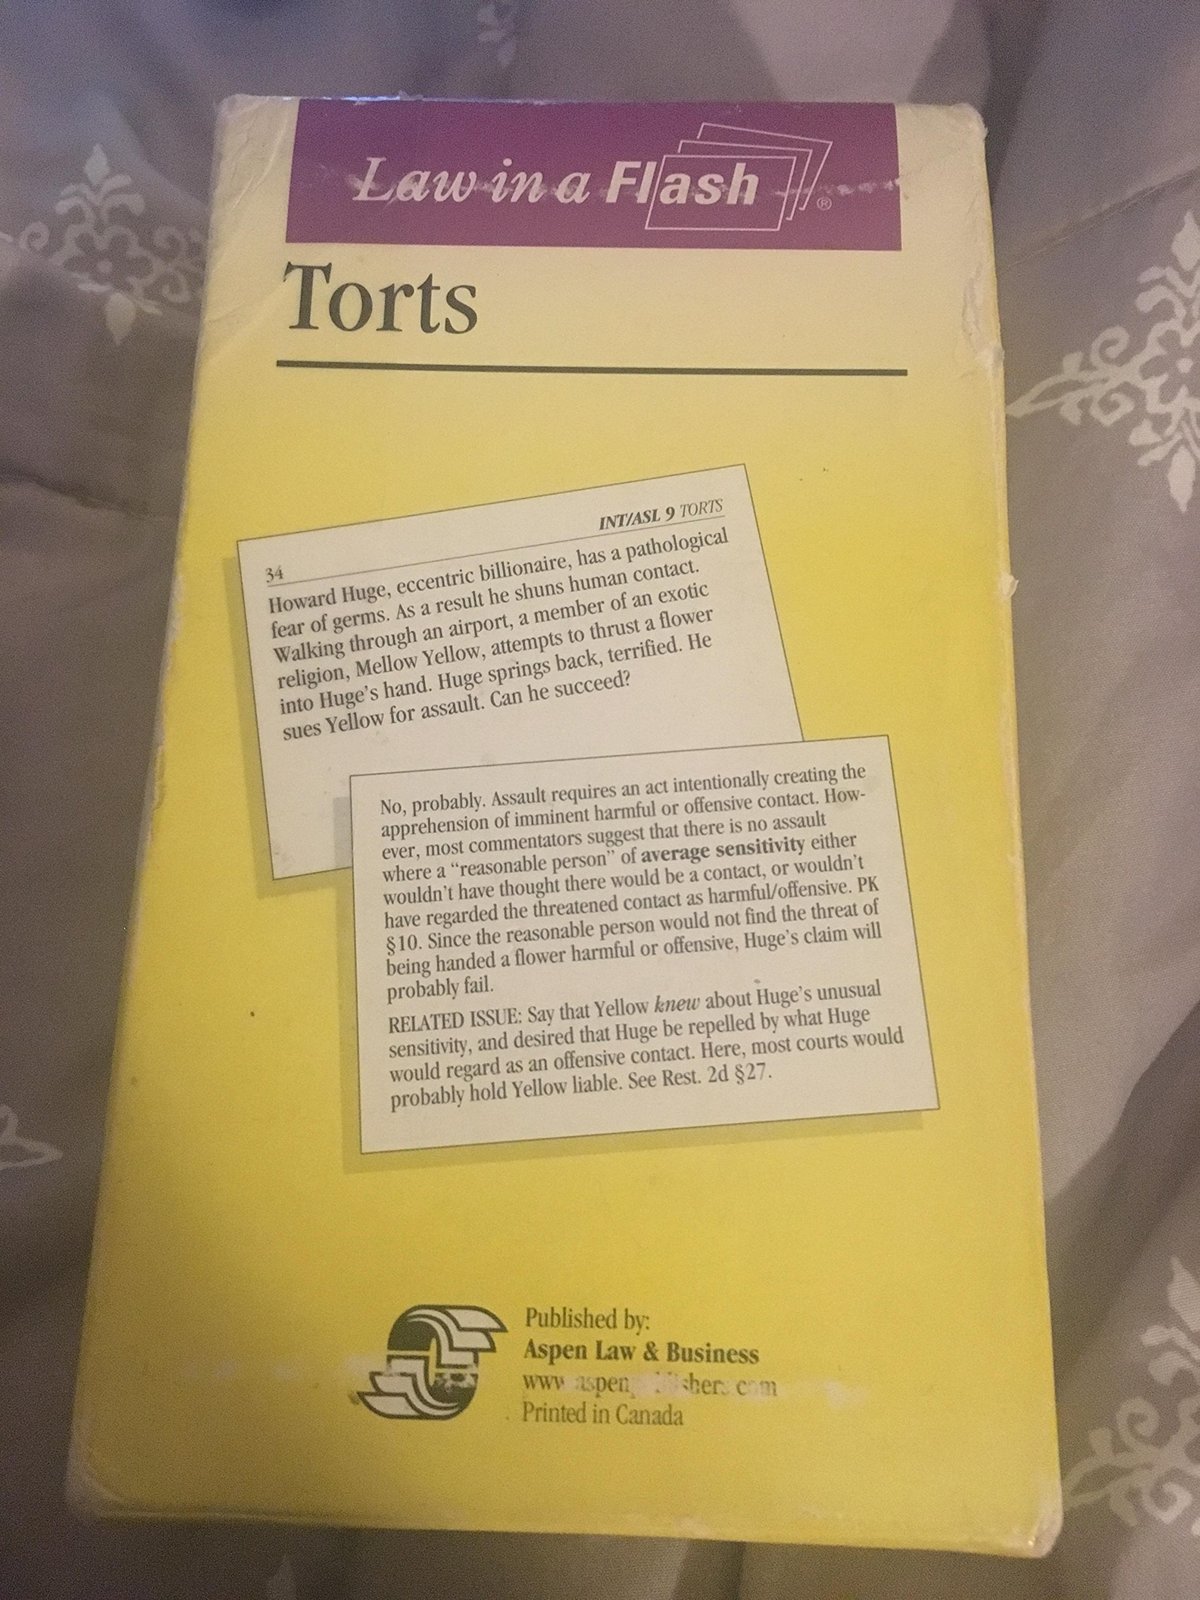 Law in a Flash®
Torts
INT/ASL 9 TORTS
34
Howard Huge, eccentric billionaire, has a pathological
fear of germs. As a result he shuns human contact.
Walking through an airport, a member of an exotic
religion, Mellow Yellow, attempts to thrust a flower
into Huge's hand. Huge springs back, terrified. He
sues Yellow for assault. Can he succeed?
No, probably. Assault requires an act intentionally creating the
apprehension of imminent harmful or offensive contact. How-
ever, most commentators suggest that there is no assault
where a "reasonable person" of average sensitivity either
wouldn't have thought there would be a contact, or wouldn't
have regarded the threatened contact as harmful/offensive. PK
§10. Since the reasonable person would not find the threat of
being handed a flower harmful or offensive, Huge's claim will
probably fail.
RELATED ISSUE: Say that Yellow knew about Huge's unusual
sensitivity, and desired that Huge be repelled by what Huge
would regard as an offensive contact. Here, most courts would
probably hold Yellow liable. See Rest. 2d §27.
Published by:
Aspen Law & Business
Printed in Canada